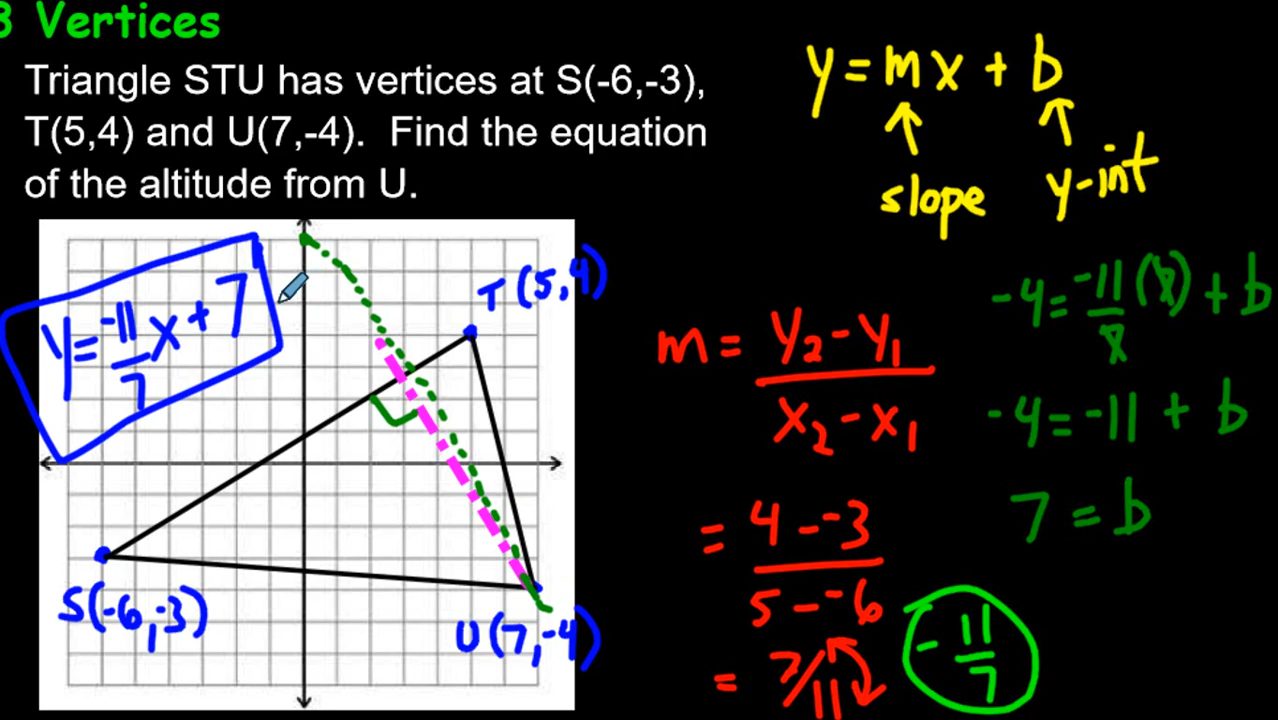 3 Vertices
Triangle STU has vertices at S(-6,-3),
T(5,4) and U(7,-4). Find the equation
of the altitude from U.
y = -11/7 x + 7
T (5,4)
S(-6,-3)
U(7,-4)
y = mx + b
slope
y-int
m = y₂ - y₁ / x₂ - x₁
= 4 - -3 / 5 - -6
= 7/11
- 11/7
-4 = -11/7 (7) + b
-4 = -11 + b
7 = b